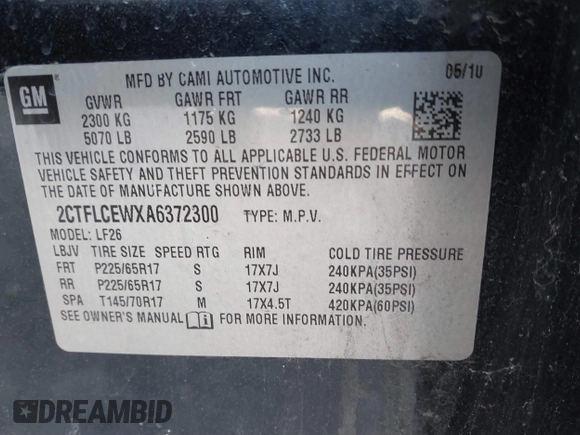 GM
MFD BY CAMI AUTOMOTIVE INC. 05/10
GVWR GAWR FRT GAWR RR
2300 KG 1175 KG 1240 KG
5070 LB 2590 LB 2733 LB
THIS VEHICLE CONFORMS TO ALL APPLICABLE U.S. FEDERAL MOTOR
VEHICLE SAFETY AND THEFT PREVENTION STANDARDS IN EFFECT ON
THE DATE OF MANUFACTURE SHOWN ABOVE.
2CTFLCEWXA6372300 TYPE: M.P.V.
MODEL: LF26
LBJV TIRE SIZE SPEED RTG RIM COLD TIRE PRESSURE
FRT P225/65R17 S 17X7J 240KPA(35PSI)
RR P225/65R17 S 17X7J 240KPA(35PSI)
SPA T145/70R17 M 17X4.5T 420KPA(60PSI)
SEE OWNER'S MANUAL FOR MORE INFORMATION.
DREAMBID